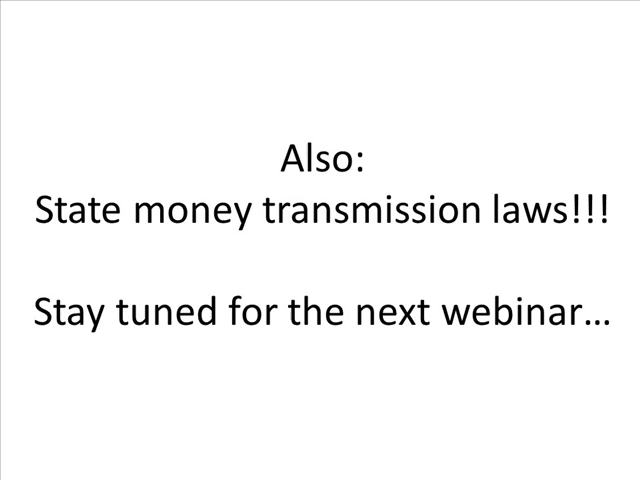 Also:
State money transmission laws!!!
Stay tuned for the next webinar…